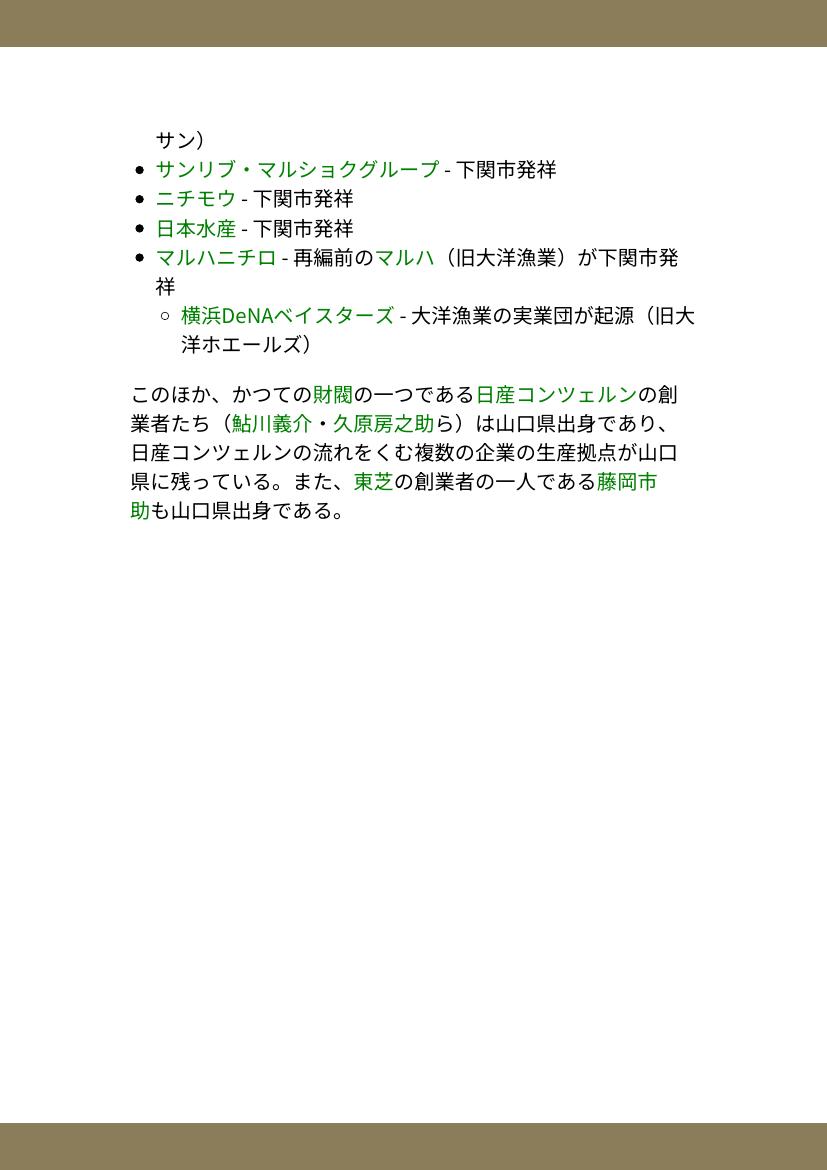 サン）
サンリブ・マルショクグループ - 下関市発祥
ニチモウ - 下関市発祥
日本水産 - 下関市発祥
マルハニチロ - 再編前のマルハ（旧大洋漁業）が下関市発
祥
横浜DeNAベイスターズ - 大洋漁業の実業団が起源（旧大
洋ホエールズ）
このほか、かつての財閥の一つである日産コンツェルンの創
業者たち（鮎川義介・久原房之助ら）は山口県出身であり、
日産コンツェルンの流れをくむ複数の企業の生産拠点が山口
県に残っている。また、東芝の創業者の一人である藤岡市
助も山口県出身である。